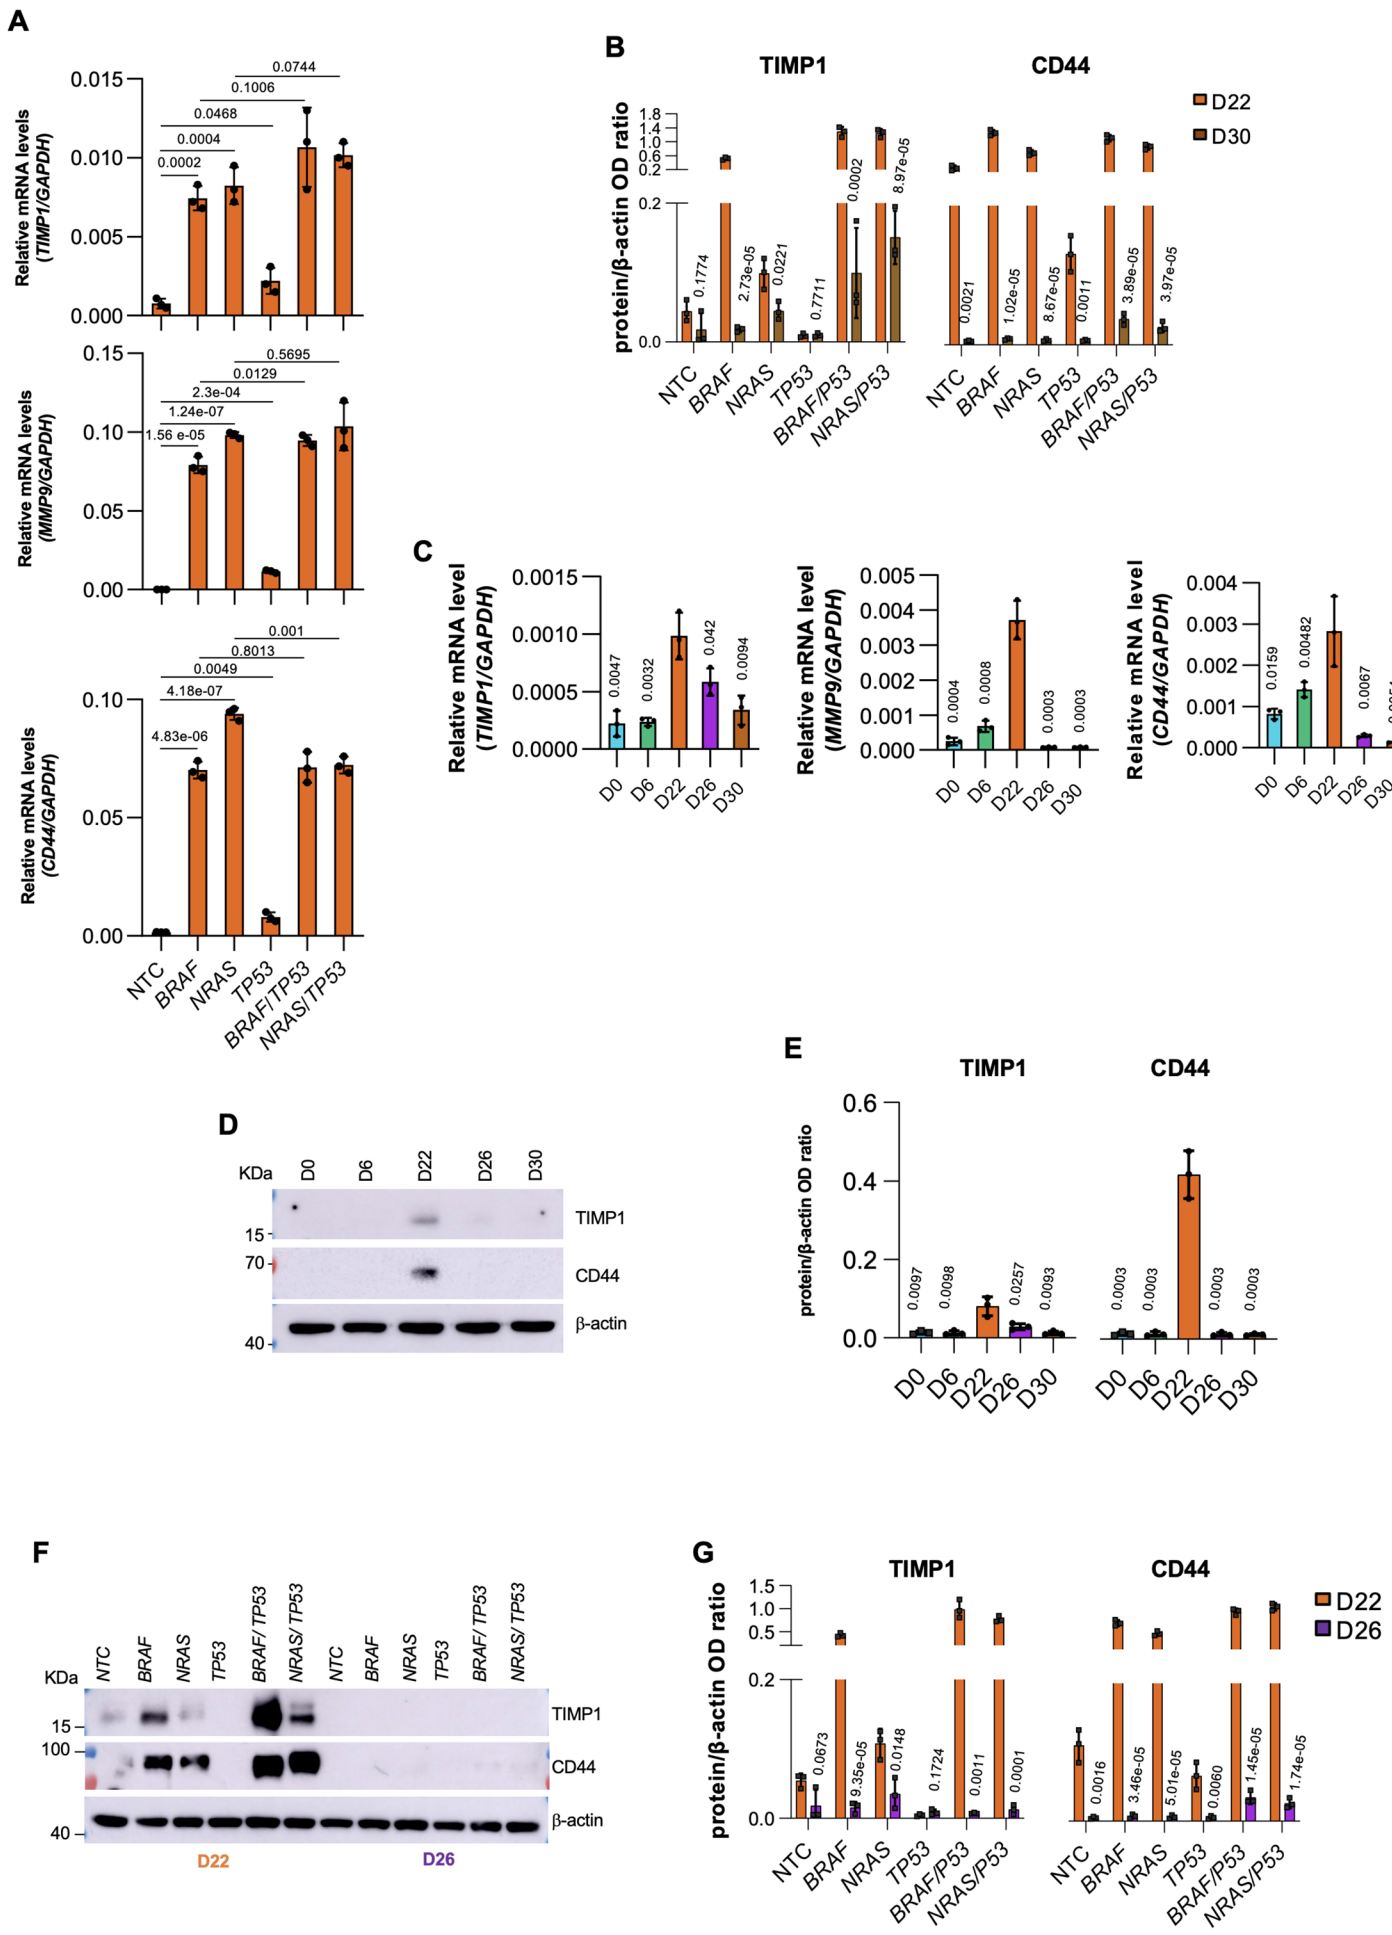 A
Relative mRNA levels
(TIMP1/GAPDH)
0.015
0.010
0.005
0.000
0.0744
0.1006
0.0468
0.0004
0.0002
Relative mRNA levels
(MMP9/GAPDH)
0.15
0.10
0.05
0.00
0.5695
0.0129
2.3e-04
1.24e-07
1.56 e-05
Relative mRNA levels
(CD44/GAPDH)
0.10
0.05
0.00
0.001
0.8013
0.0049
4.18e-07
4.83e-06
NTC
BRAF
NRAS
TP53
BRAF/TP53
NRAS/TP53
B
TIMP1
CD44
D22
D30
protein/β-actin OD ratio
1.8
1.4
1.0
0.6
0.2
0.2
0.0
0.1774
2.73e-05
0.0221
0.7711
0.0002
8.97e-05
0.0021
1.02e-05
8.67e-05
0.0011
3.89e-05
3.97e-05
NTC
BRAF
NRAS
TP53
BRAF/P53
NRAS/P53
NTC
BRAF
NRAS
TP53
BRAF/P53
NRAS/P53
C
Relative mRNA level
(TIMP1/GAPDH)
0.0015
0.0010
0.0005
0.0000
0.0047
0.0032
0.042
0.0094
D0
D6
D22
D26
D30
Relative mRNA level
(MMP9/GAPDH)
0.005
0.004
0.003
0.002
0.001
0.000
0.0004
0.0008
0.0003
0.0003
D0
D6
D22
D26
D30
Relative mRNA level
(CD44/GAPDH)
0.004
0.003
0.002
0.001
0.000
0.0159
0.00482
0.0067
D0
D6
D22
D26
D30
D
KDa
D0
D6
D22
D26
D30
TIMP1
15
70
CD44
β-actin
40
E
TIMP1
CD44
protein/β-actin OD ratio
0.6
0.4
0.2
0.0
0.0097
0.0098
0.0257
0.0093
0.0003
0.0003
0.0003
0.0003
D0
D6
D22
D26
D30
D0
D6
D22
D26
D30
F
KDa
NTC
BRAF
NRAS
TP53
BRAF/TP53
NRAS/TP53
NTC
BRAF
NRAS
TP53
BRAF/TP53
NRAS/TP53
TIMP1
15
100
CD44
β-actin
40
D22
D26
G
TIMP1
CD44
D22
D26
protein/β-actin OD ratio
1.5
1.0
0.5
0.2
0.0
0.0673
9.35e-05
0.0148
0.1724
0.0011
0.0001
0.0016
3.46e-05
5.01e-05
0.0060
1.45e-05
1.74e-05
NTC
BRAF
NRAS
TP53
BRAF/P53
NRAS/P53
NTC
BRAF
NRAS
TP53
BRAF/P53
NRAS/P53